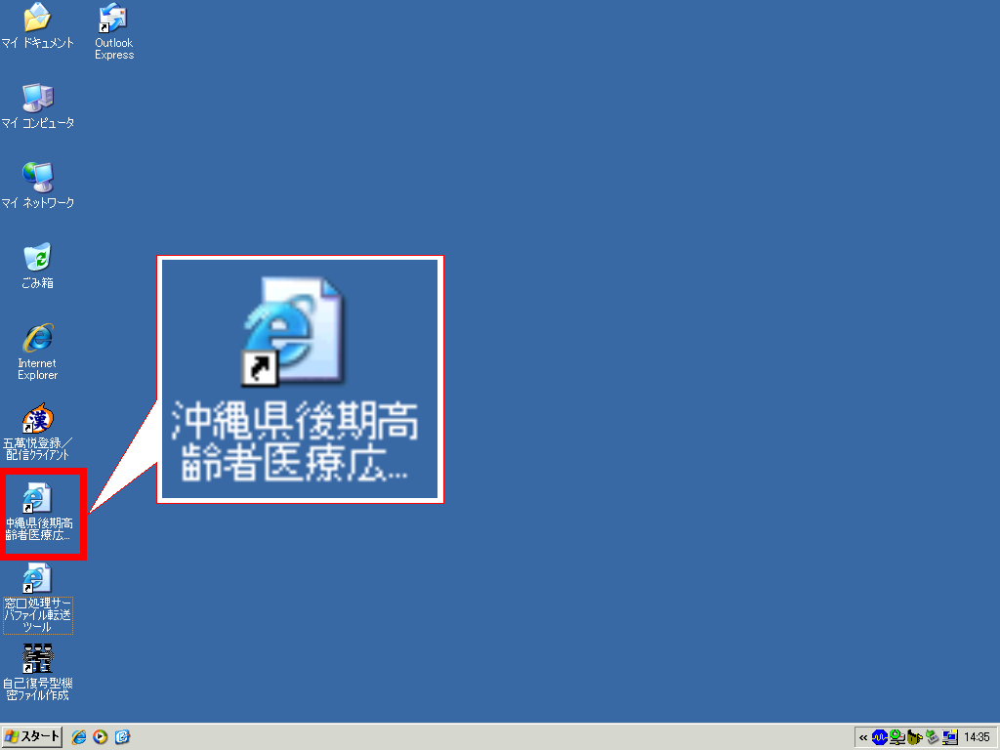 マイ ドキュメント
Outlook
Express
マイ コンピュータ
マイ ネットワーク
ごみ箱
Internet
Explorer
漢
五萬悦登録／
配信クライアント
沖縄県後期高
齢者医療広...
沖縄県後期高
齢者医療広...
窓口処理サー
バファイル転送
ツール
自己復号型機
密ファイル作成
スタート
«
14:35